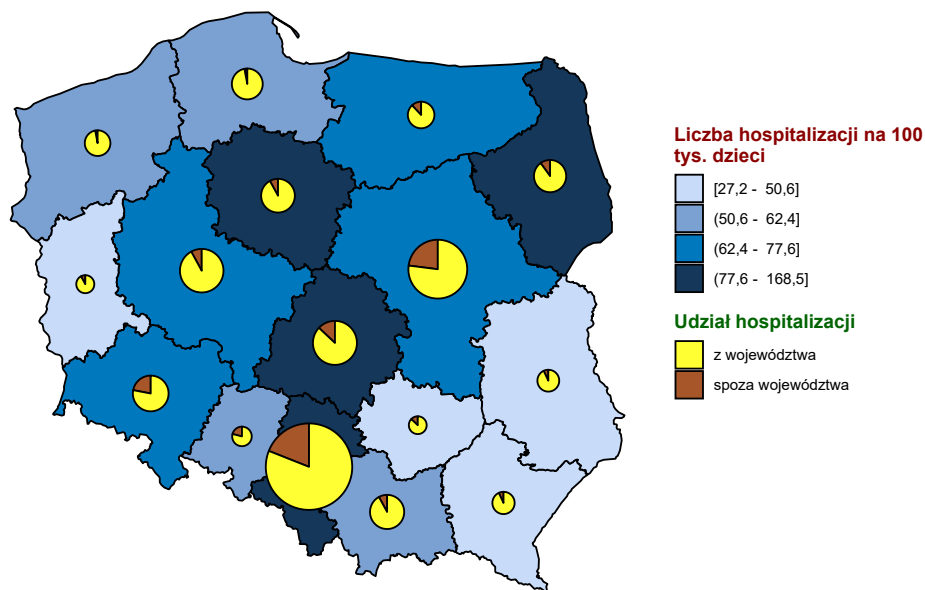 Liczba hospitalizacji na 100
tys. dzieci
[27,2 - 50,6]
(50,6 - 62,4]
(62,4 - 77,6]
(77,6 - 168,5]
Udział hospitalizacji
z województwa
spoza województwa